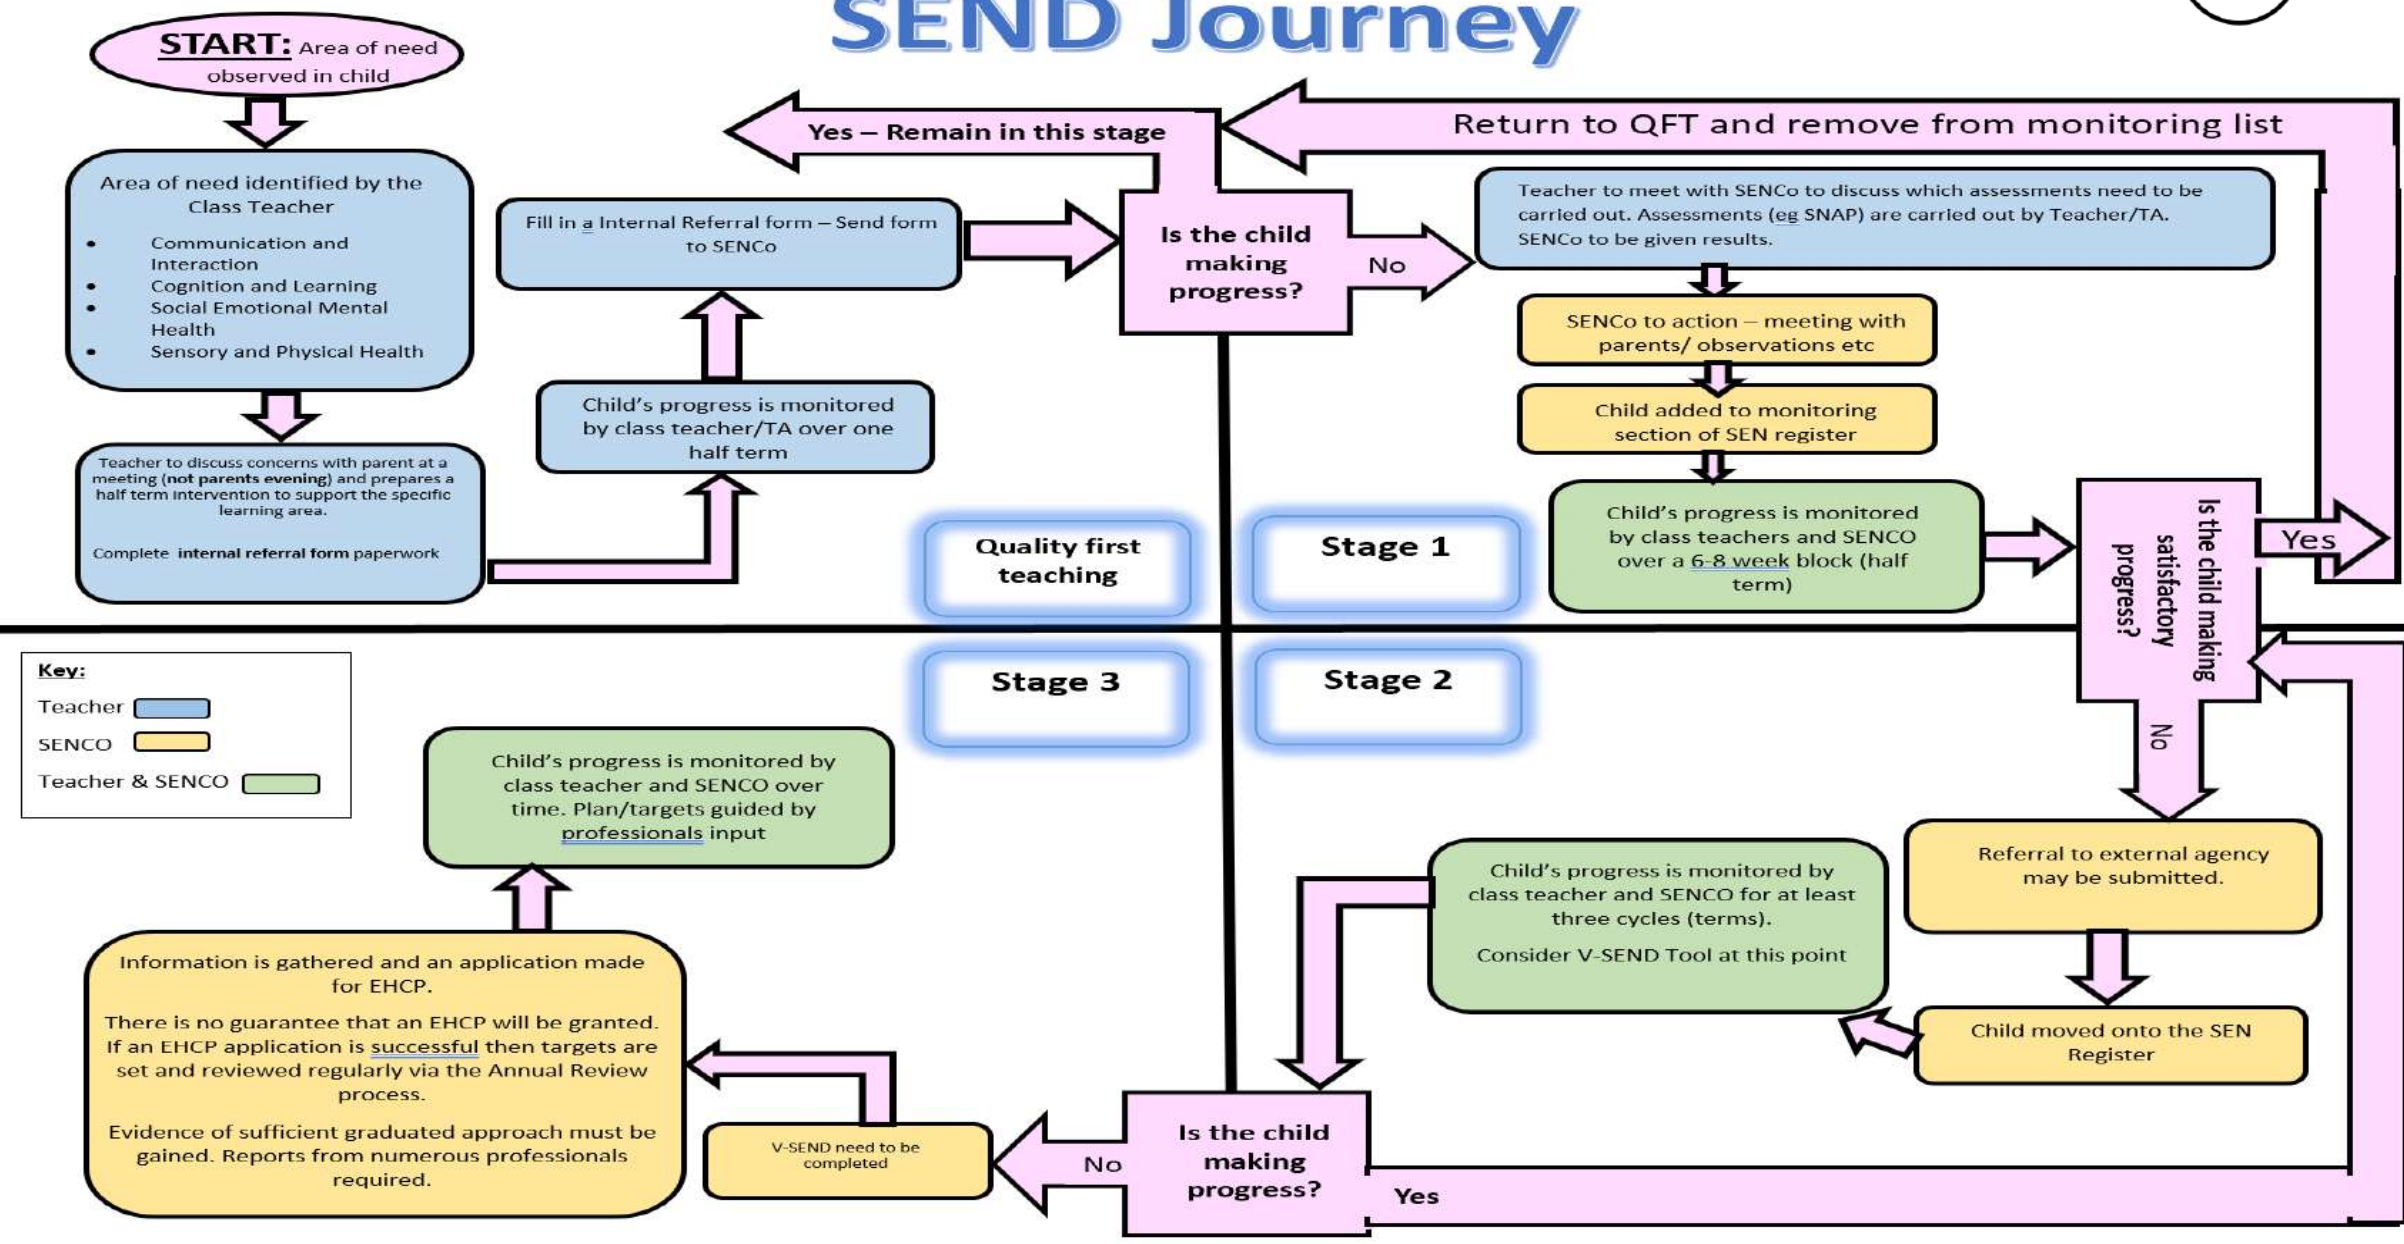 SEND Journey
START: Area of need
observed in child
Area of need identified by the
Class Teacher
• Communication and
Interaction
• Cognition and Learning
• Social Emotional Mental
Health
• Sensory and Physical Health
Teacher to discuss concerns with parent at a
meeting (not parents evening) and prepares a
half term intervention to support the specific
learning area.
Complete internal referral form paperwork
Child's progress is monitored
by class teacher/TA over one
half term
Fill in a Internal Referral form – Send form
to SENCo
Is the child
making
progress?
Yes – Remain in this stage
No
Quality first
teaching
Return to QFT and remove from monitoring list
Teacher to meet with SENCo to discuss which assessments need to be
carried out. Assessments (eg SNAP) are carried out by Teacher/TA.
SENCo to be given results.
SENCo to action – meeting with
parents/ observations etc
Child added to monitoring
section of SEN register
Child's progress is monitored
by class teachers and SENCO
over a 6-8 week block (half
term)
Stage 1
Is the child making
satisfactory
progress?
Yes
No
Stage 2
Referral to external agency
may be submitted.
Child moved onto the SEN
Register
Child's progress is monitored by
class teacher and SENCO for at least
three cycles (terms).
Consider V-SEND Tool at this point
Is the child
making
progress?
Yes
No
Stage 3
V-SEND need to be
completed
Information is gathered and an application made
for EHCP.
There is no guarantee that an EHCP will be granted.
If an EHCP application is successful then targets are
set and reviewed regularly via the Annual Review
process.
Evidence of sufficient graduated approach must be
gained. Reports from numerous professionals
required.
Child's progress is monitored by
class teacher and SENCO over
time. Plan/targets guided by
professionals input
Key:
Teacher
SENCO
Teacher & SENCO